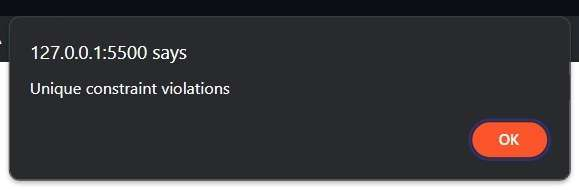 127.0.0.1:5500 says
Unique constraint violations
OK